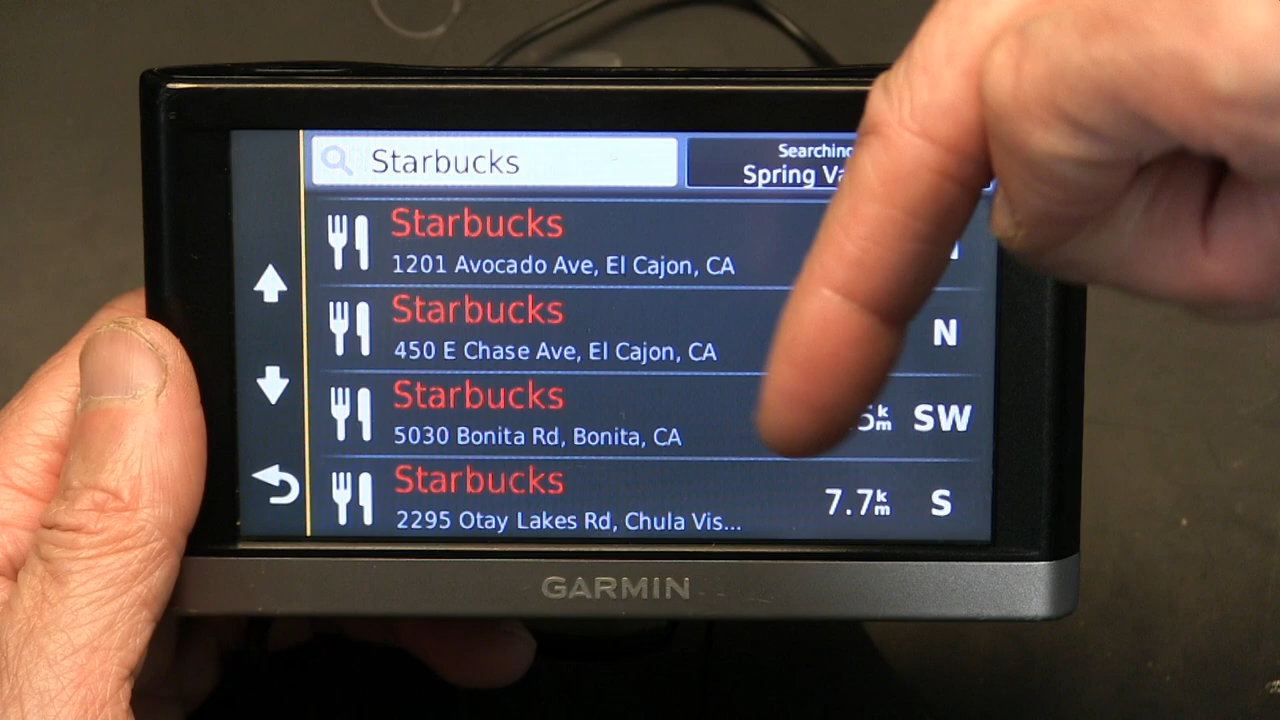 Starbucks
Searching
Spring
Starbucks
1201 Avocado Ave, El Cajon, CA
Starbucks
450 E Chase Ave, El Cajon, CA
N
Starbucks
5030 Bonita Rd, Bonita, CA
SW
Starbucks
2295 Otay Lakes Rd, Chula Vis...
7.7km S
GARMIN